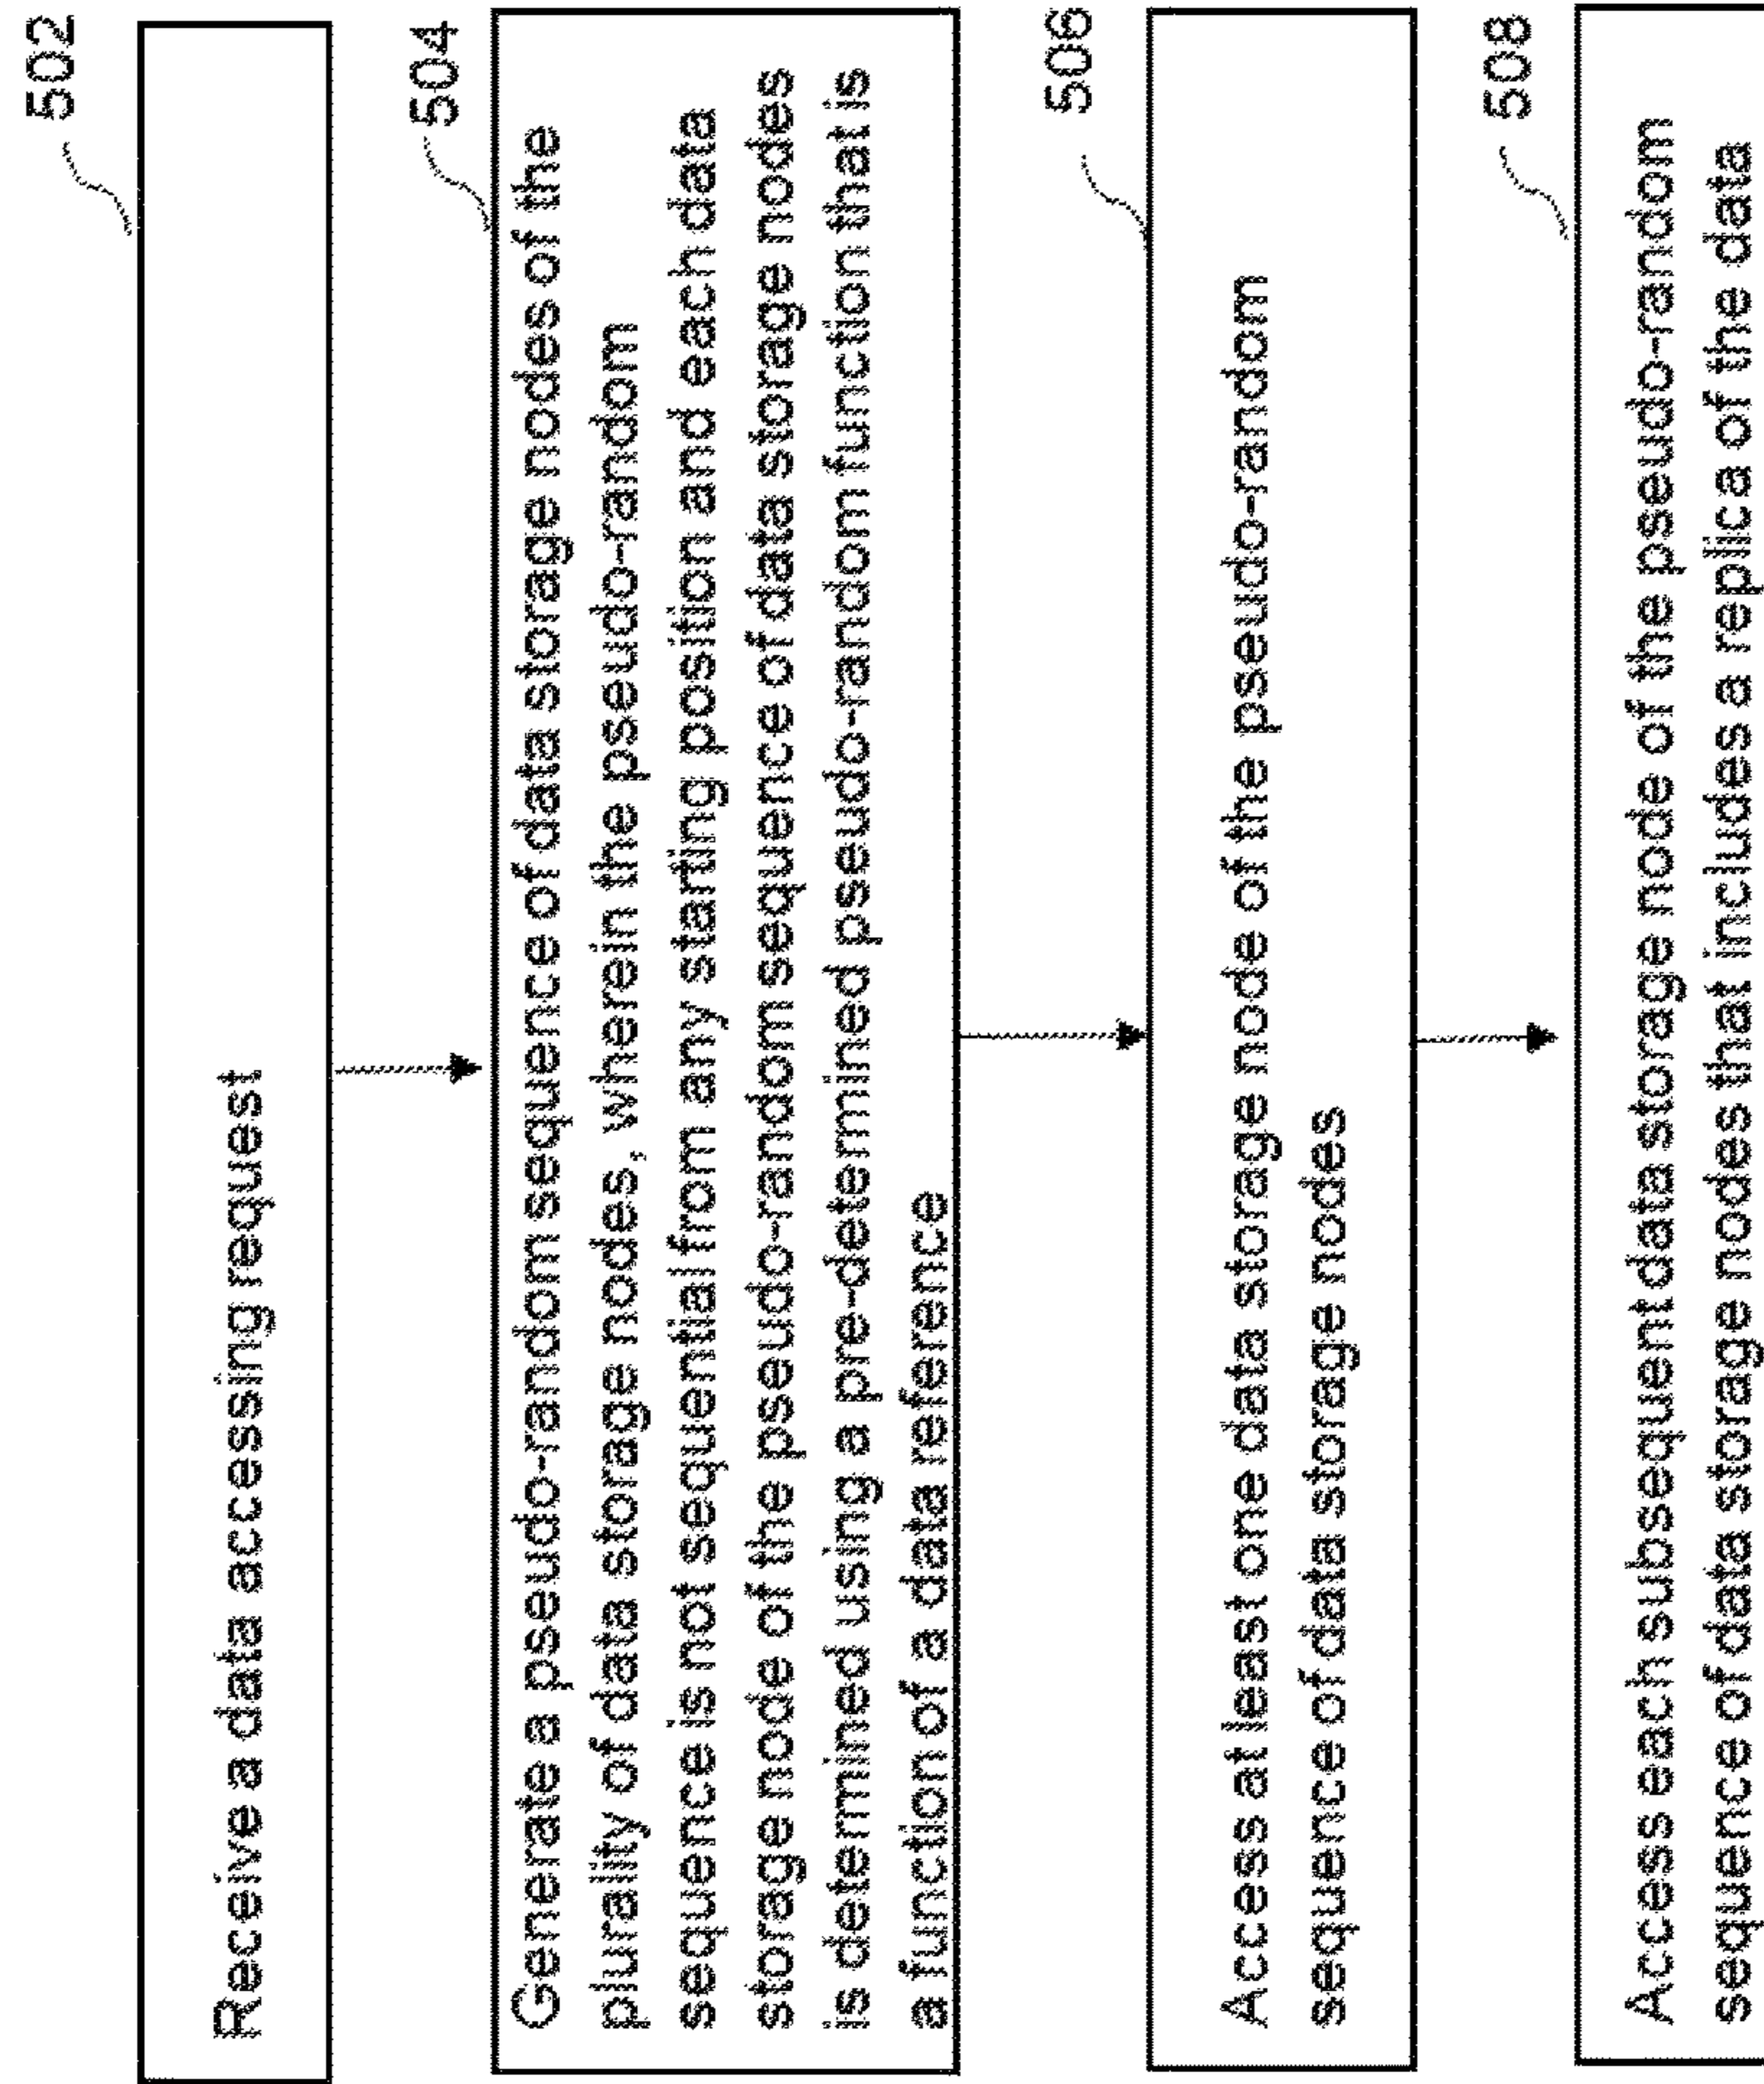 502
Receive a data accessing request
504
Generate a pseudo-random sequence of data storage nodes of the
plurality of data storage nodes, wherein the pseudo-random
sequence is not sequential from any starting position and each data
storage node of the pseudo-random sequence of data storage nodes
is determined using a pre-determined pseudo-random function that is
a function of a data reference
506
Access at least one data storage node of the pseudo-random
sequence of data storage nodes
508
Access each subsequent data storage node of the pseudo-random
sequence of data storage nodes that includes a replica of the data